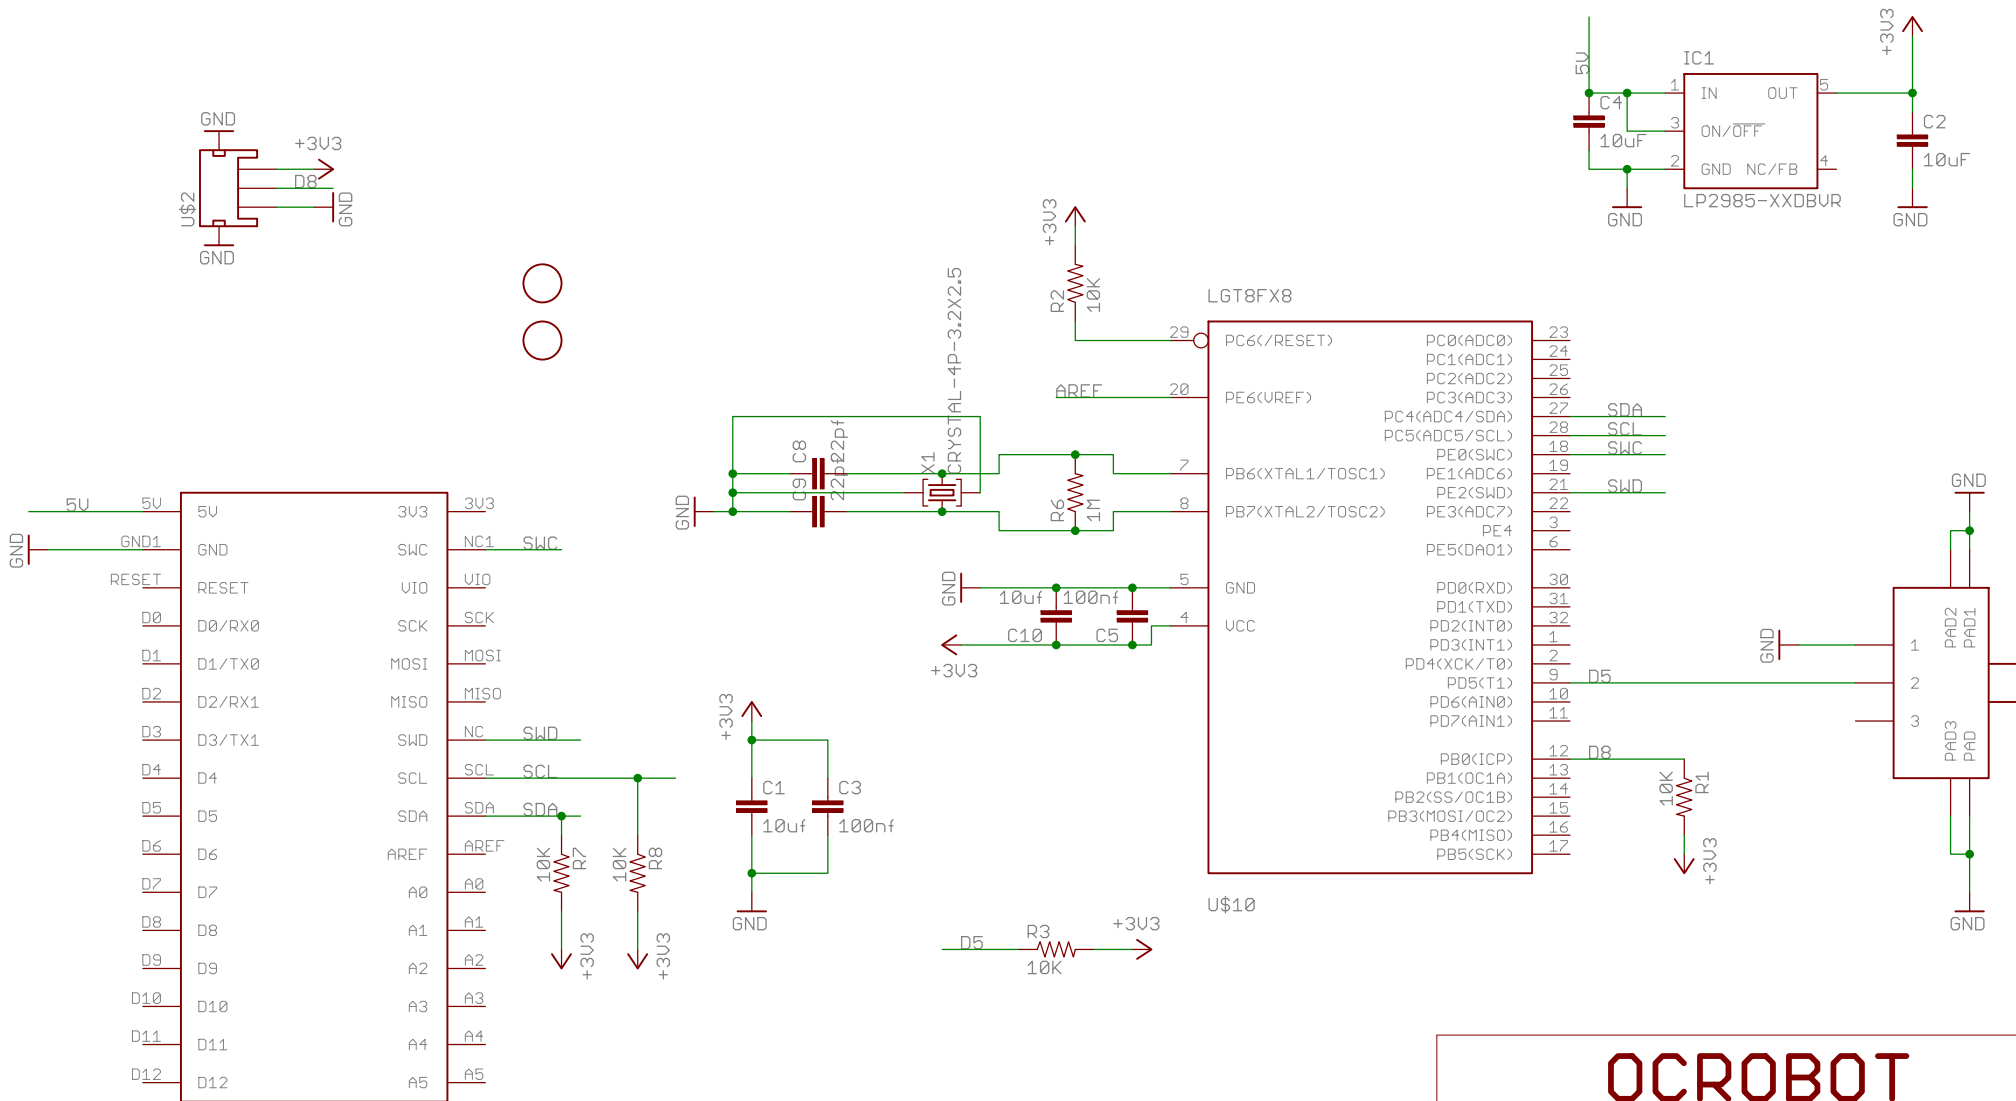 GND
+3V3
D8
GND
U$2
GND
5V
+3V3
IC1
1
IN
OUT
5
C4
10uF
3
ON/OFF
2
GND
NC/FB
4
LP2985-XXDBVR
GND
C2
10uF
GND
+3V3
R2
10K
LGT8FX8
29
PC6(/RESET)
20
AREF
PE6(VREF)
7
PB6(XTAL1/TOSC1)
8
PB7(XTAL2/TOSC2)
5
GND
4
VCC
PC0(ADC0)
23
PC1(ADC1)
24
PC2(ADC2)
25
PC3(ADC3)
26
PC4(ADC4/SDA)
27
SDA
PC5(ADC5/SCL)
28
SCL
PE0(SWC)
18
SWC
PE1(ADC6)
19
PE2(SWD)
21
SWD
PE3(ADC7)
22
PE4
3
PE5(DAO1)
6
PD0(RXD)
30
PD1(TXD)
31
PD2(INT0)
32
PD3(INT1)
1
PD4(XCK/T0)
2
PD5(T1)
9
D5
PD6(AIN0)
10
PD7(AIN1)
11
PB0(ICP)
12
D8
PB1(OC1A)
13
PB2(SS/OC1B)
14
PB3(MOSI/OC2)
15
PB4(MISO)
16
PB5(SCK)
17
U$10
10K
R1
+3V3
C8
22pf
C9
22pf
X1
CRYSTAL-4P-3.2X2.5
GND
R6
1M
GND
10uf
100nf
C10
C5
+3V3
+3V3
C1
10uf
C3
100nf
GND
D5
R3
10K
+3V3
5V
5V
5V
3V3
3V3
GND
GND1
GND
SWC
NC1
SWC
RESET
RESET
VIO
VIO
D0
D0/RX0
SCK
SCK
D1
D1/TX0
MOSI
MOSI
D2
D2/RX1
MISO
MISO
D3
D3/TX1
SWD
NC
SWD
D4
D4
SCL
SCL
SCL
D5
D5
SDA
SDA
SDA
D6
D6
AREF
AREF
D7
D7
A0
A0
D8
D8
A1
A1
D9
D9
A2
A2
D10
D10
A3
A3
D11
D11
A4
A4
D12
D12
A5
A5
10K
R7
+3V3
10K
R8
+3V3
GND
PAD2
PAD1
GND
1
2
3
PAD3
PAD
GND
OCROBOT